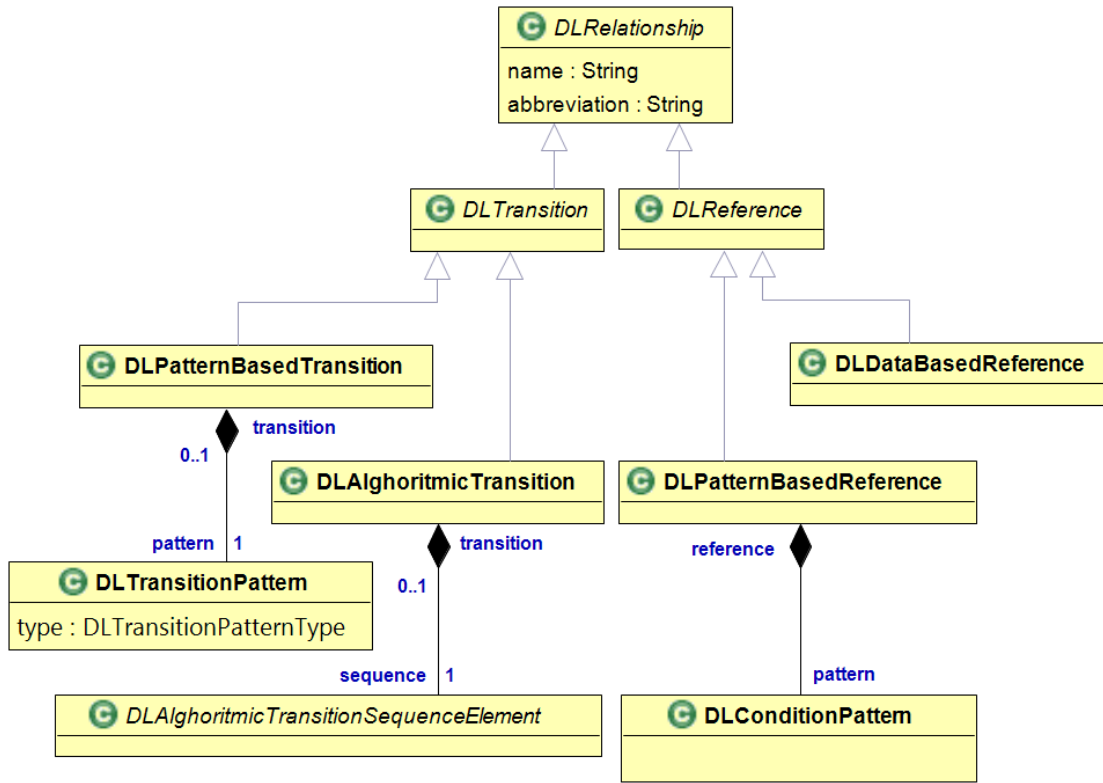 C DLRelationship
name : String
abbreviation : String
C DLTransition
C DLReference
C DLPatternBasedTransition
C DLDataBasedReference
transition
0..1
C DLAlghoritmicTransition
C DLPatternBasedReference
pattern 1
transition
reference
C DLTransitionPattern
0..1
type : DLTransitionPatternType
sequence 1
pattern
C DLAlghoritmicTransitionSequenceElement
C DLConditionPattern